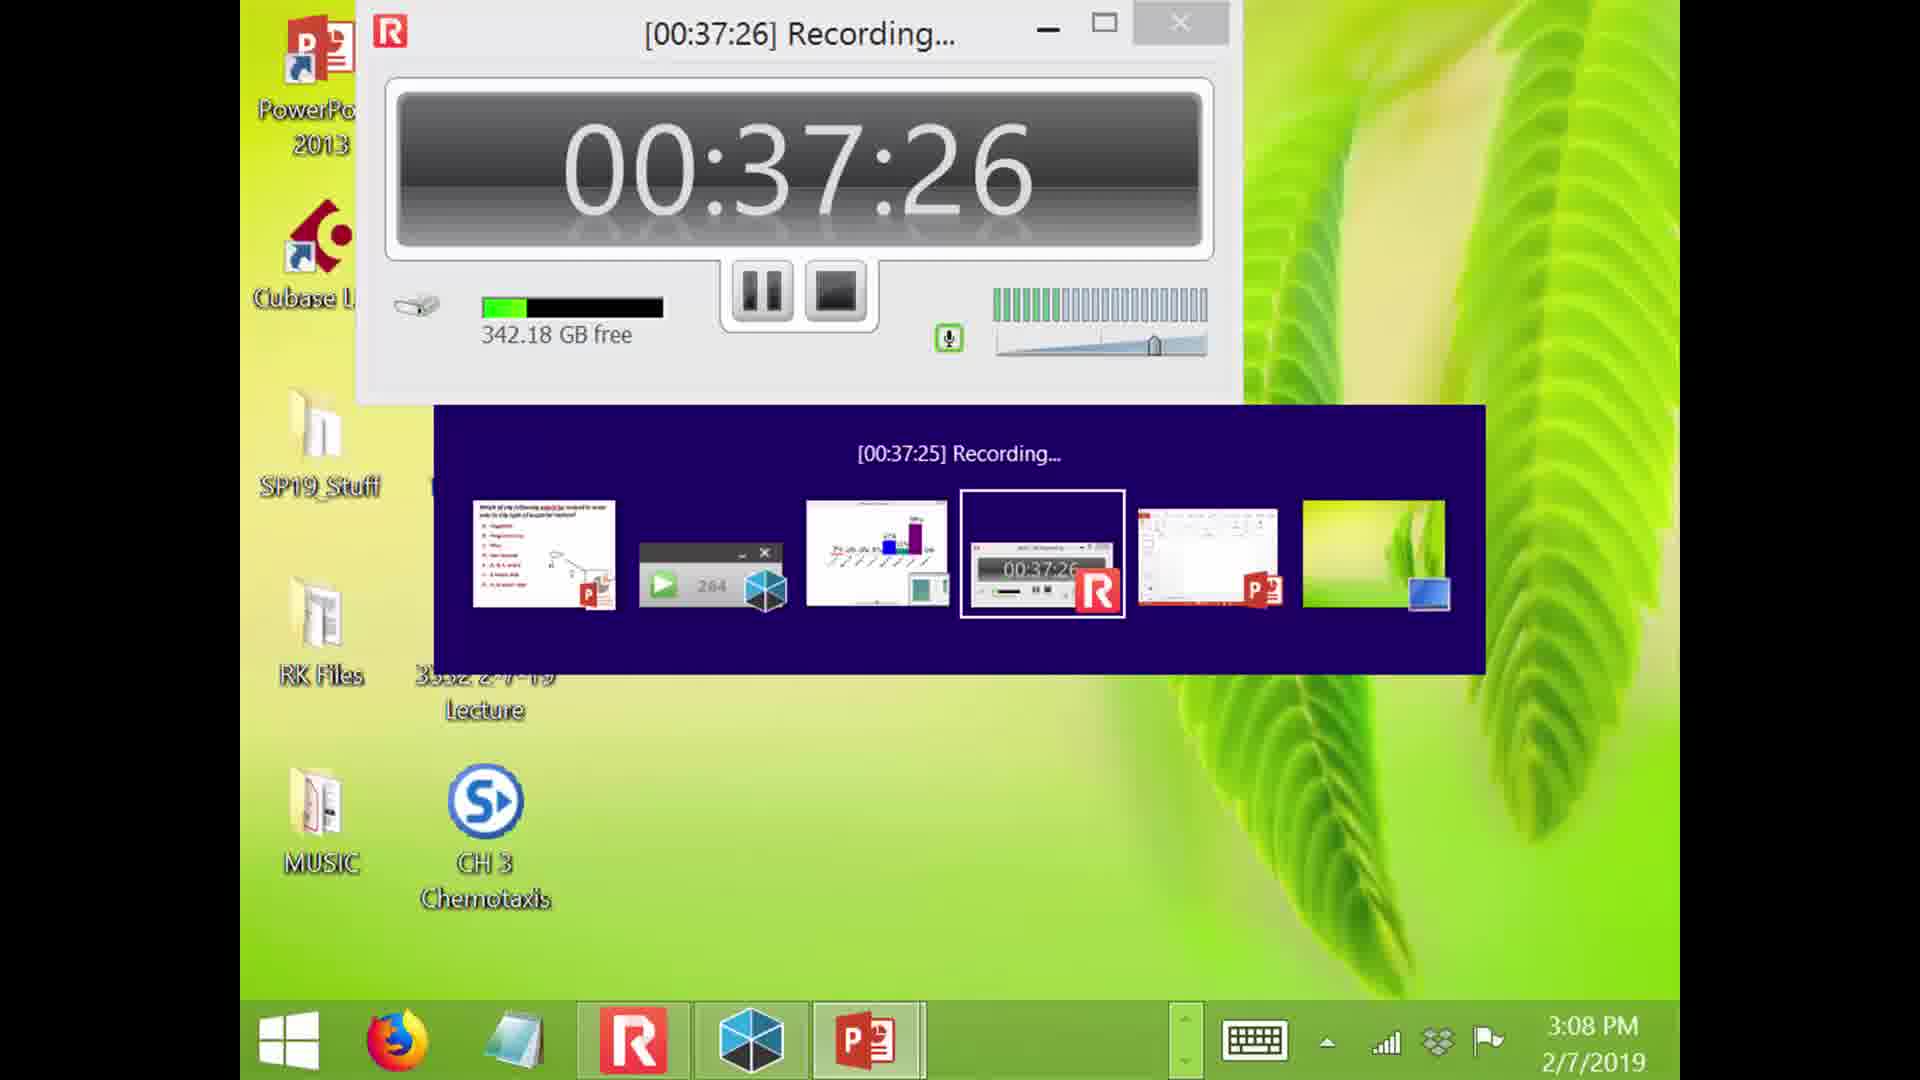 [00:37:26] Recording...
PowerPo
2013
00:37:26
Cubase L
342.18 GB free
SP19_Stuff
[00:37:25] Recording...
264
00:37:26
RK Files
3332 2-7-19
Lecture
MUSIC
CH 3
Chemotaxis
3:08 PM
2/7/2019